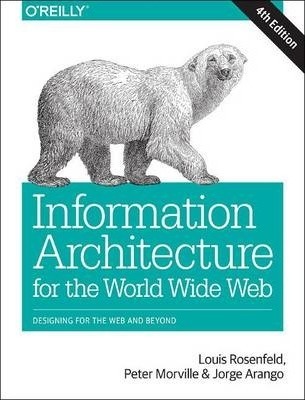 O'REILLY®
4th Edition
Information
Architecture
for the World Wide Web
DESIGNING FOR THE WEB AND BEYOND
Louis Rosenfeld,
Peter Morville & Jorge Arango